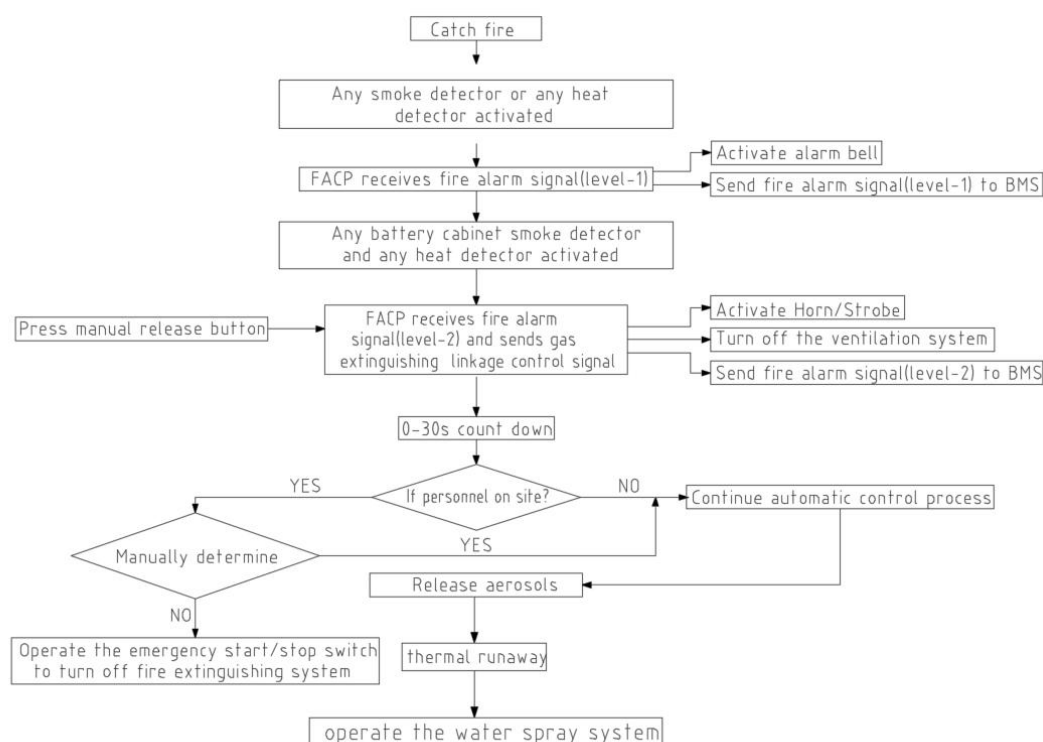 Catch fire
Any smoke detector or any heat
detector activated
FACP receives fire alarm signal(level-1)
Activate alarm bell
Send fire alarm signal(level-1) to BMS
Any battery cabinet smoke detector
and any heat detector activated
Press manual release button
FACP receives fire alarm
signal(level-2) and sends gas
extinguishing linkage control signal
Activate Horn/Strobe
Turn off the ventilation system
Send fire alarm signal(level-2) to BMS
0-30s count down
If personnel on site?
YES
NO
Continue automatic control process
Manually determine
YES
NO
Release aerosols
Operate the emergency start/stop switch
to turn off fire extinguishing system
thermal runaway
operate the water spray system